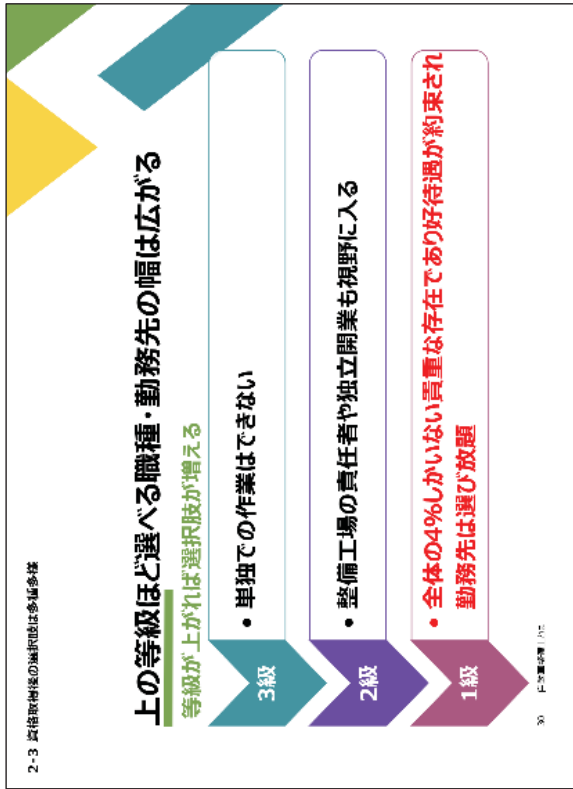 2-3 資格取得後の選択肢は多種多様
上の等級ほど選べる職種・勤務先の幅は広がる
等級が上がれば選択肢が増える
3級
• 単独での作業はできない
2級
• 整備工場の責任者や独立開業も視野に入る
1級
• 全体の4%しかいない貴重な存在であり好待遇が約束され
勤務先は選び放題
30